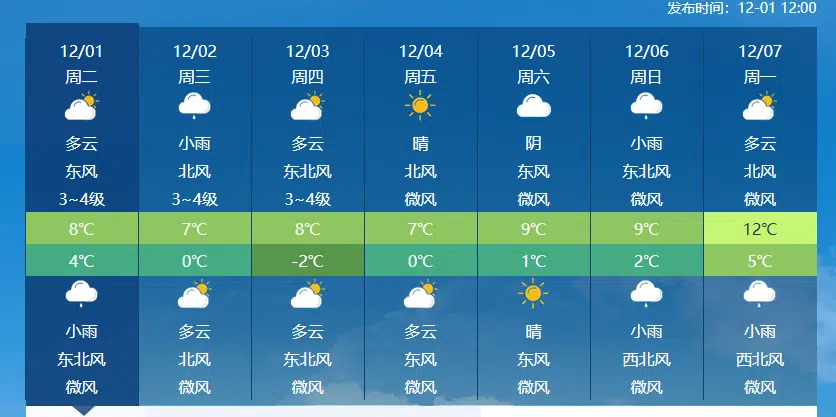 发布时间：12-01 12:00
12/01 12/02 12/03 12/04 12/05 12/06 12/07
周二 周三 周四 周五 周六 周日 周一
多云 小雨 多云 晴 阴 小雨 多云
东风 北风 东北风 北风 东风 东北风 北风
3~4级 3~4级 3~4级 微风 微风 微风 微风
8℃ 7℃ 8℃ 7℃ 9℃ 9℃ 12℃
4℃ 0℃ -2℃ 0℃ 1℃ 2℃ 5℃
小雨 多云 多云 多云 晴 小雨 小雨
东北风 北风 东北风 东风 东风 西北风 西北风
微风 微风 微风 微风 微风 微风 微风